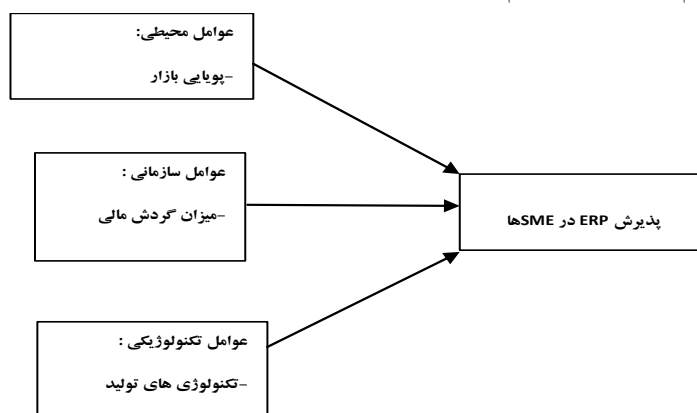 عوامل محیطی:
-پویایی بازار
عوامل سازمانی :
-میزان گردش مالی
پذیرش ERP در SMEها
عوامل تکنولوژیکی :
-تکنولوژی های تولید